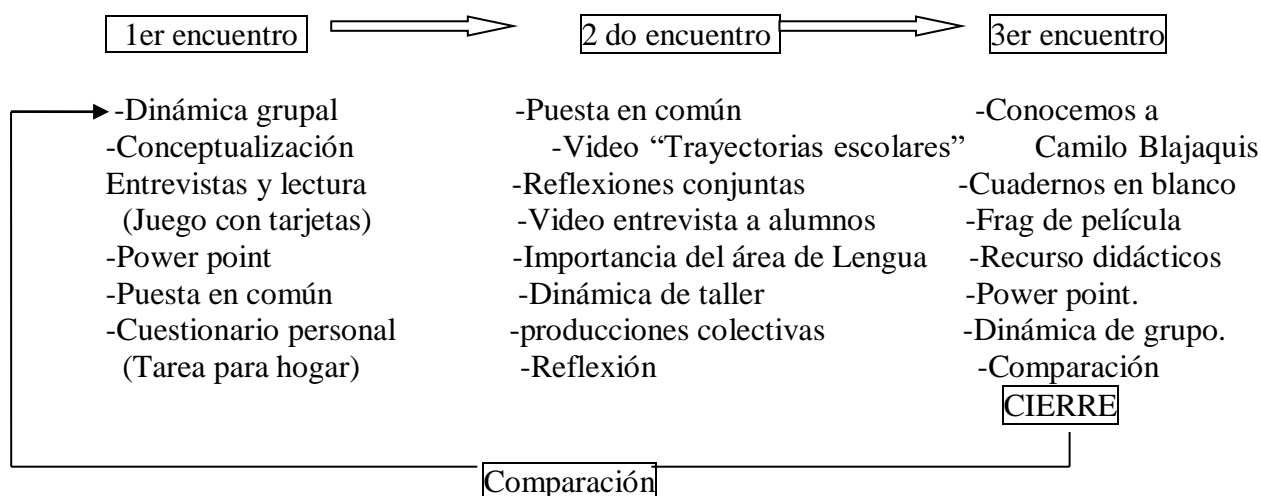 1er encuentro
-Dinámica grupal
-Conceptualización
Entrevistas y lectura
(Juego con tarjetas)
-Power point
-Puesta en común
-Cuestionario personal
(Tarea para hogar)
2 do encuentro
-Puesta en común
-Video “Trayectorias escolares”
-Reflexiones conjuntas
-Video entrevista a alumnos
-Importancia del área de Lengua
-Dinámica de taller
-producciones colectivas
-Reflexión
3er encuentro
-Conocemos a
Camilo Blajaquis
-Cuadernos en blanco
-Frag de película
-Recurso didácticos
-Power point.
-Dinámica de grupo.
-Comparación
CIERRE
Comparación